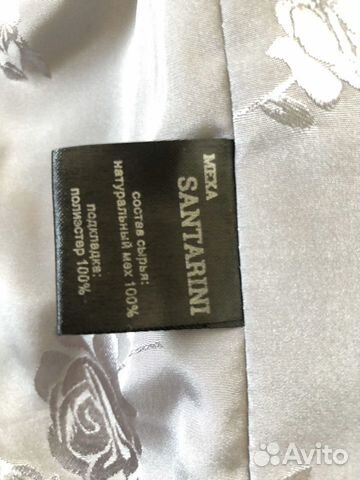 МЕХА
SANTARINI
состав сырья:
натуральный мех 100%
подкладка:
полиэстер 100%
Avito